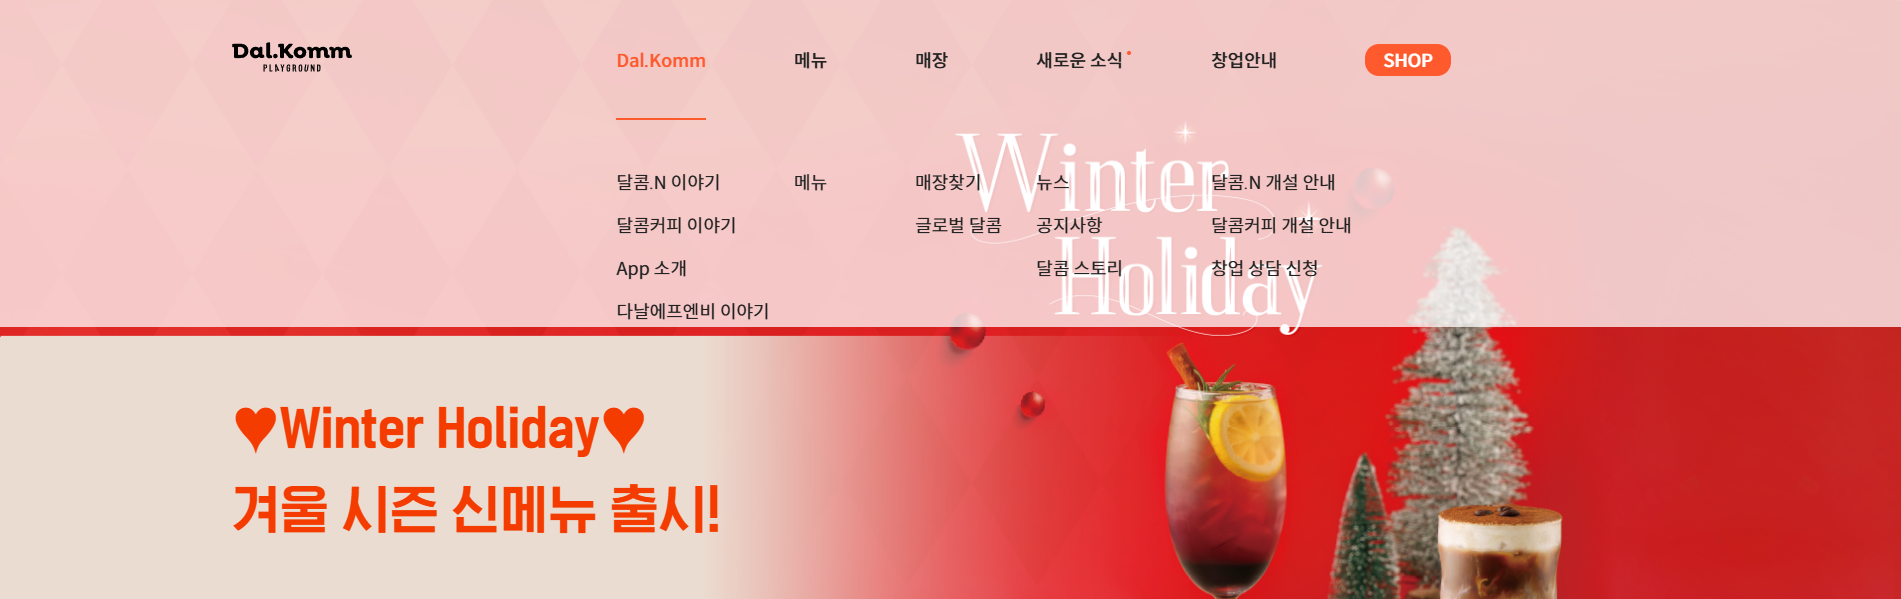 Dal.Komm
PLAYGROUND
Dal.Komm 메뉴 매장 새로운 소식 창업안내 SHOP
달콤.N 이야기 메뉴 매장찾기 뉴스 달콤.N 개설 안내
달콤커피 이야기 글로벌 달콤 공지사항 달콤커피 개설 안내
App 소개 달콤 스토리 창업 상담 신청
다날에프엔비 이야기
Winter
Holiday
♥Winter Holiday♥
겨울 시즌 신메뉴 출시!